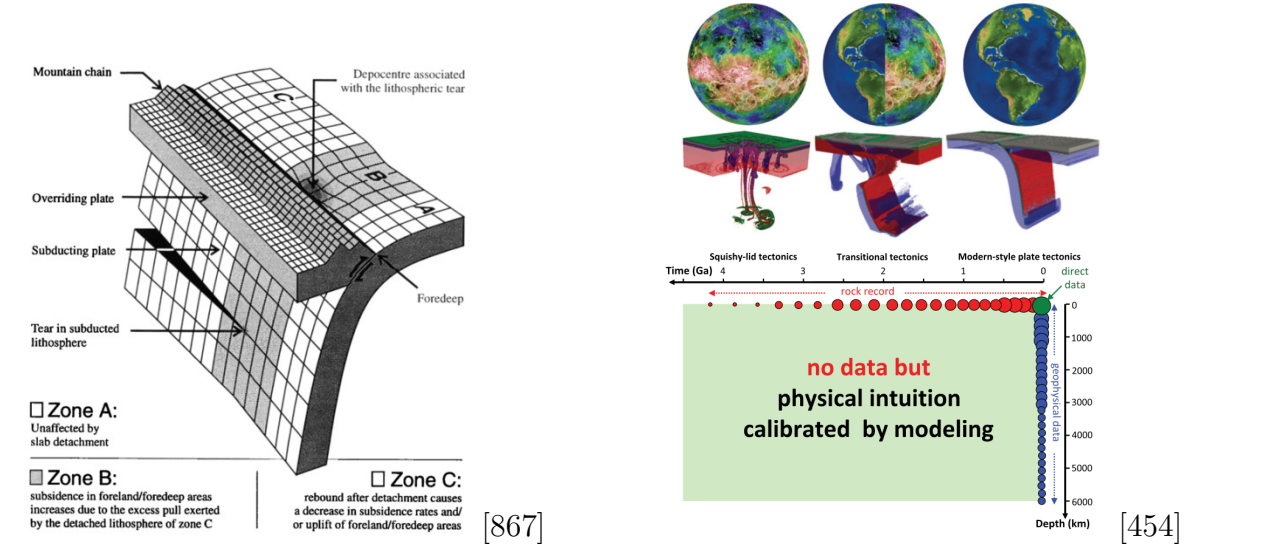 Mountain chain
Depocentre associated
with the lithospheric tear
C
B
A
Overriding plate
Subducting plate
Foredeep
Tear in subducted
lithosphere
Zone A:
Unaffected by
slab detachment
Zone B:
subsidence in foreland/foredeep areas
increases due to the excess pull exerted
by the detached lithosphere of zone C
Zone C:
rebound after detachment causes
a decrease in subsidence rates and/
or uplift of foreland/foredeep areas
[867]
Squishy-lid tectonics
Transitional tectonics
Modern-style plate tectonics
Time (Ga) 4 3 2 1 0
direct
data
rock record
0
1000
2000
3000
4000
5000
6000
geophysical data
no data but
physical intuition
calibrated by modeling
Depth (km)
[454]